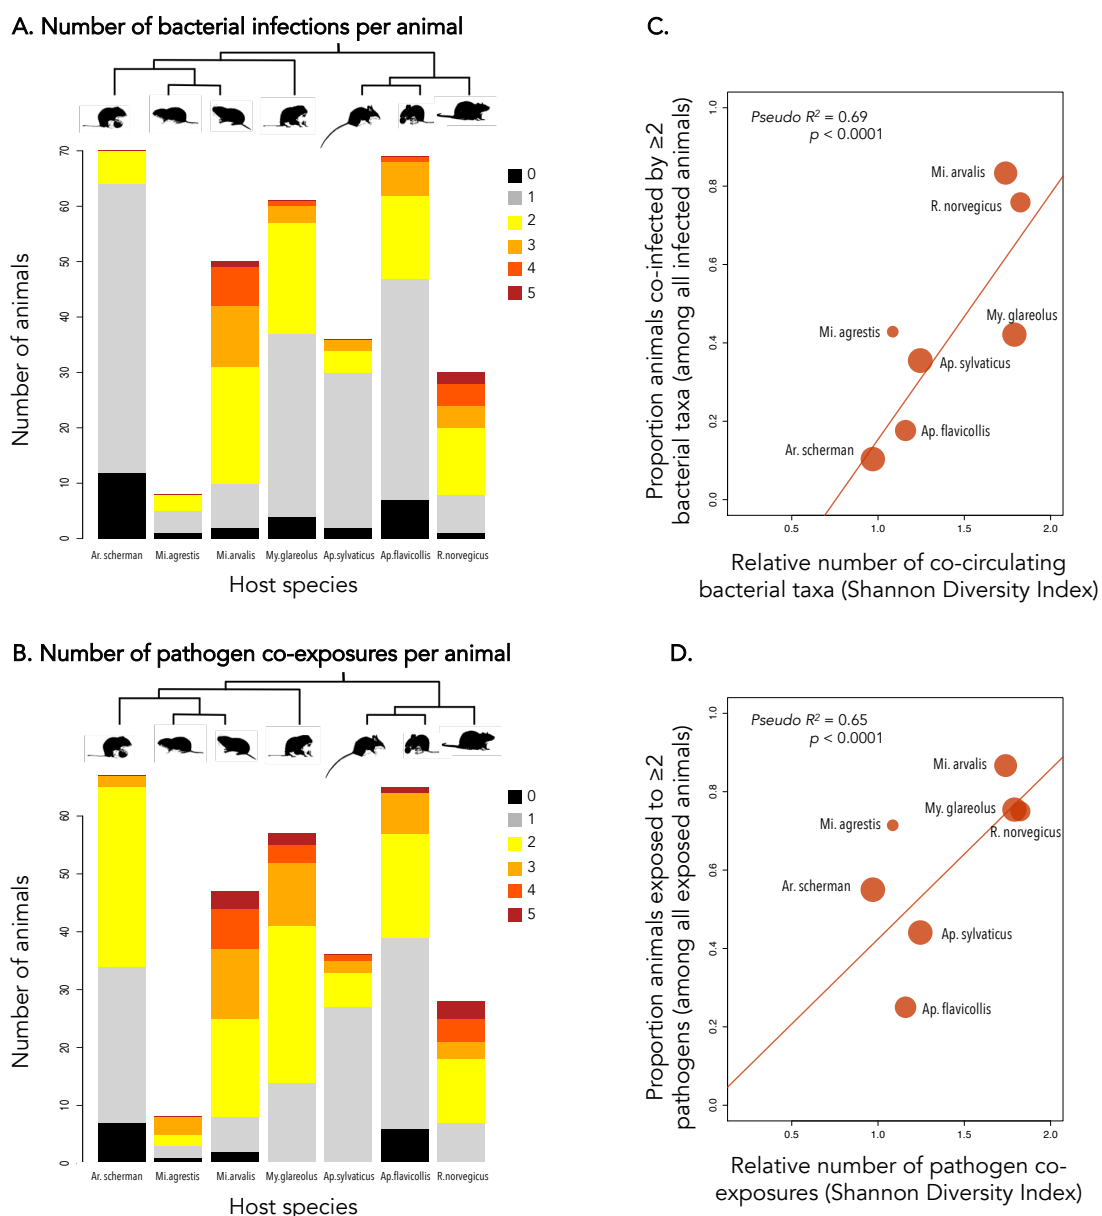 A. Number of bacterial infections per animal
Number of animals
70
60
50
40
30
20
10
0
0
1
2
3
4
5
Ar. scherman
Mi.agrestis
Mi.arvalis
My.glareolus
Ap.sylvaticus
Ap.flavicollis
R.norvegicus
Host species
C.
Proportion animals co-infected by ≥2
bacterial taxa (among all infected animals)
1.0
0.8
0.6
0.4
0.2
0.0
Pseudo R² = 0.69
p < 0.0001
Mi. arvalis
R. norvegicus
My. glareolus
Mi. agrestis
Ap. sylvaticus
Ap. flavicollis
Ar. scherman
0.5
1.0
1.5
2.0
Relative number of co-circulating
bacterial taxa (Shannon Diversity Index)
B. Number of pathogen co-exposures per animal
Number of animals
60
50
40
30
20
10
0
0
1
2
3
4
5
Ar. scherman
Mi.agrestis
Mi.arvalis
My.glareolus
Ap.sylvaticus
Ap.flavicollis
R.norvegicus
Host species
D.
Proportion animals exposed to ≥2
pathogens (among all exposed animals)
1.0
0.8
0.6
0.4
0.2
0.0
Pseudo R² = 0.65
p < 0.0001
Mi. arvalis
My. glareolus
R. norvegicus
Mi. agrestis
Ar. scherman
Ap. sylvaticus
Ap. flavicollis
0.5
1.0
1.5
2.0
Relative number of pathogen co-
exposures (Shannon Diversity Index)